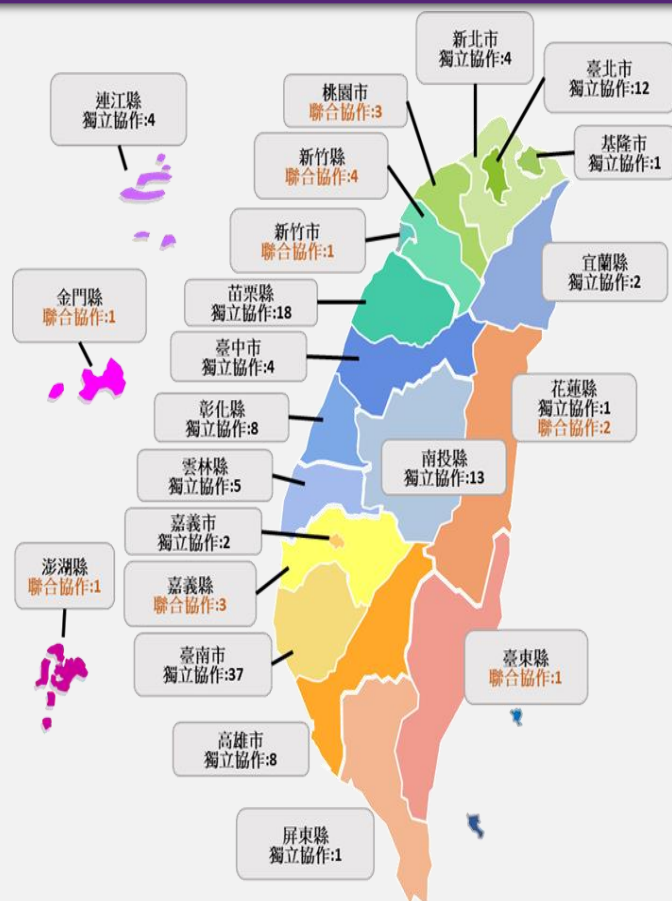 新北市
獨立協作:4
臺北市
獨立協作:12
連江縣
獨立協作:4
桃園市
聯合協作:3
基隆市
獨立協作:1
新竹縣
聯合協作:4
新竹市
聯合協作:1
宜蘭縣
獨立協作:2
金門縣
聯合協作:1
苗栗縣
獨立協作:18
臺中市
獨立協作:4
花蓮縣
獨立協作:1
聯合協作:2
彰化縣
獨立協作:8
南投縣
獨立協作:13
雲林縣
獨立協作:5
嘉義市
獨立協作:2
澎湖縣
聯合協作:1
嘉義縣
聯合協作:3
臺南市
獨立協作:37
臺東縣
聯合協作:1
高雄市
獨立協作:8
屏東縣
獨立協作:1